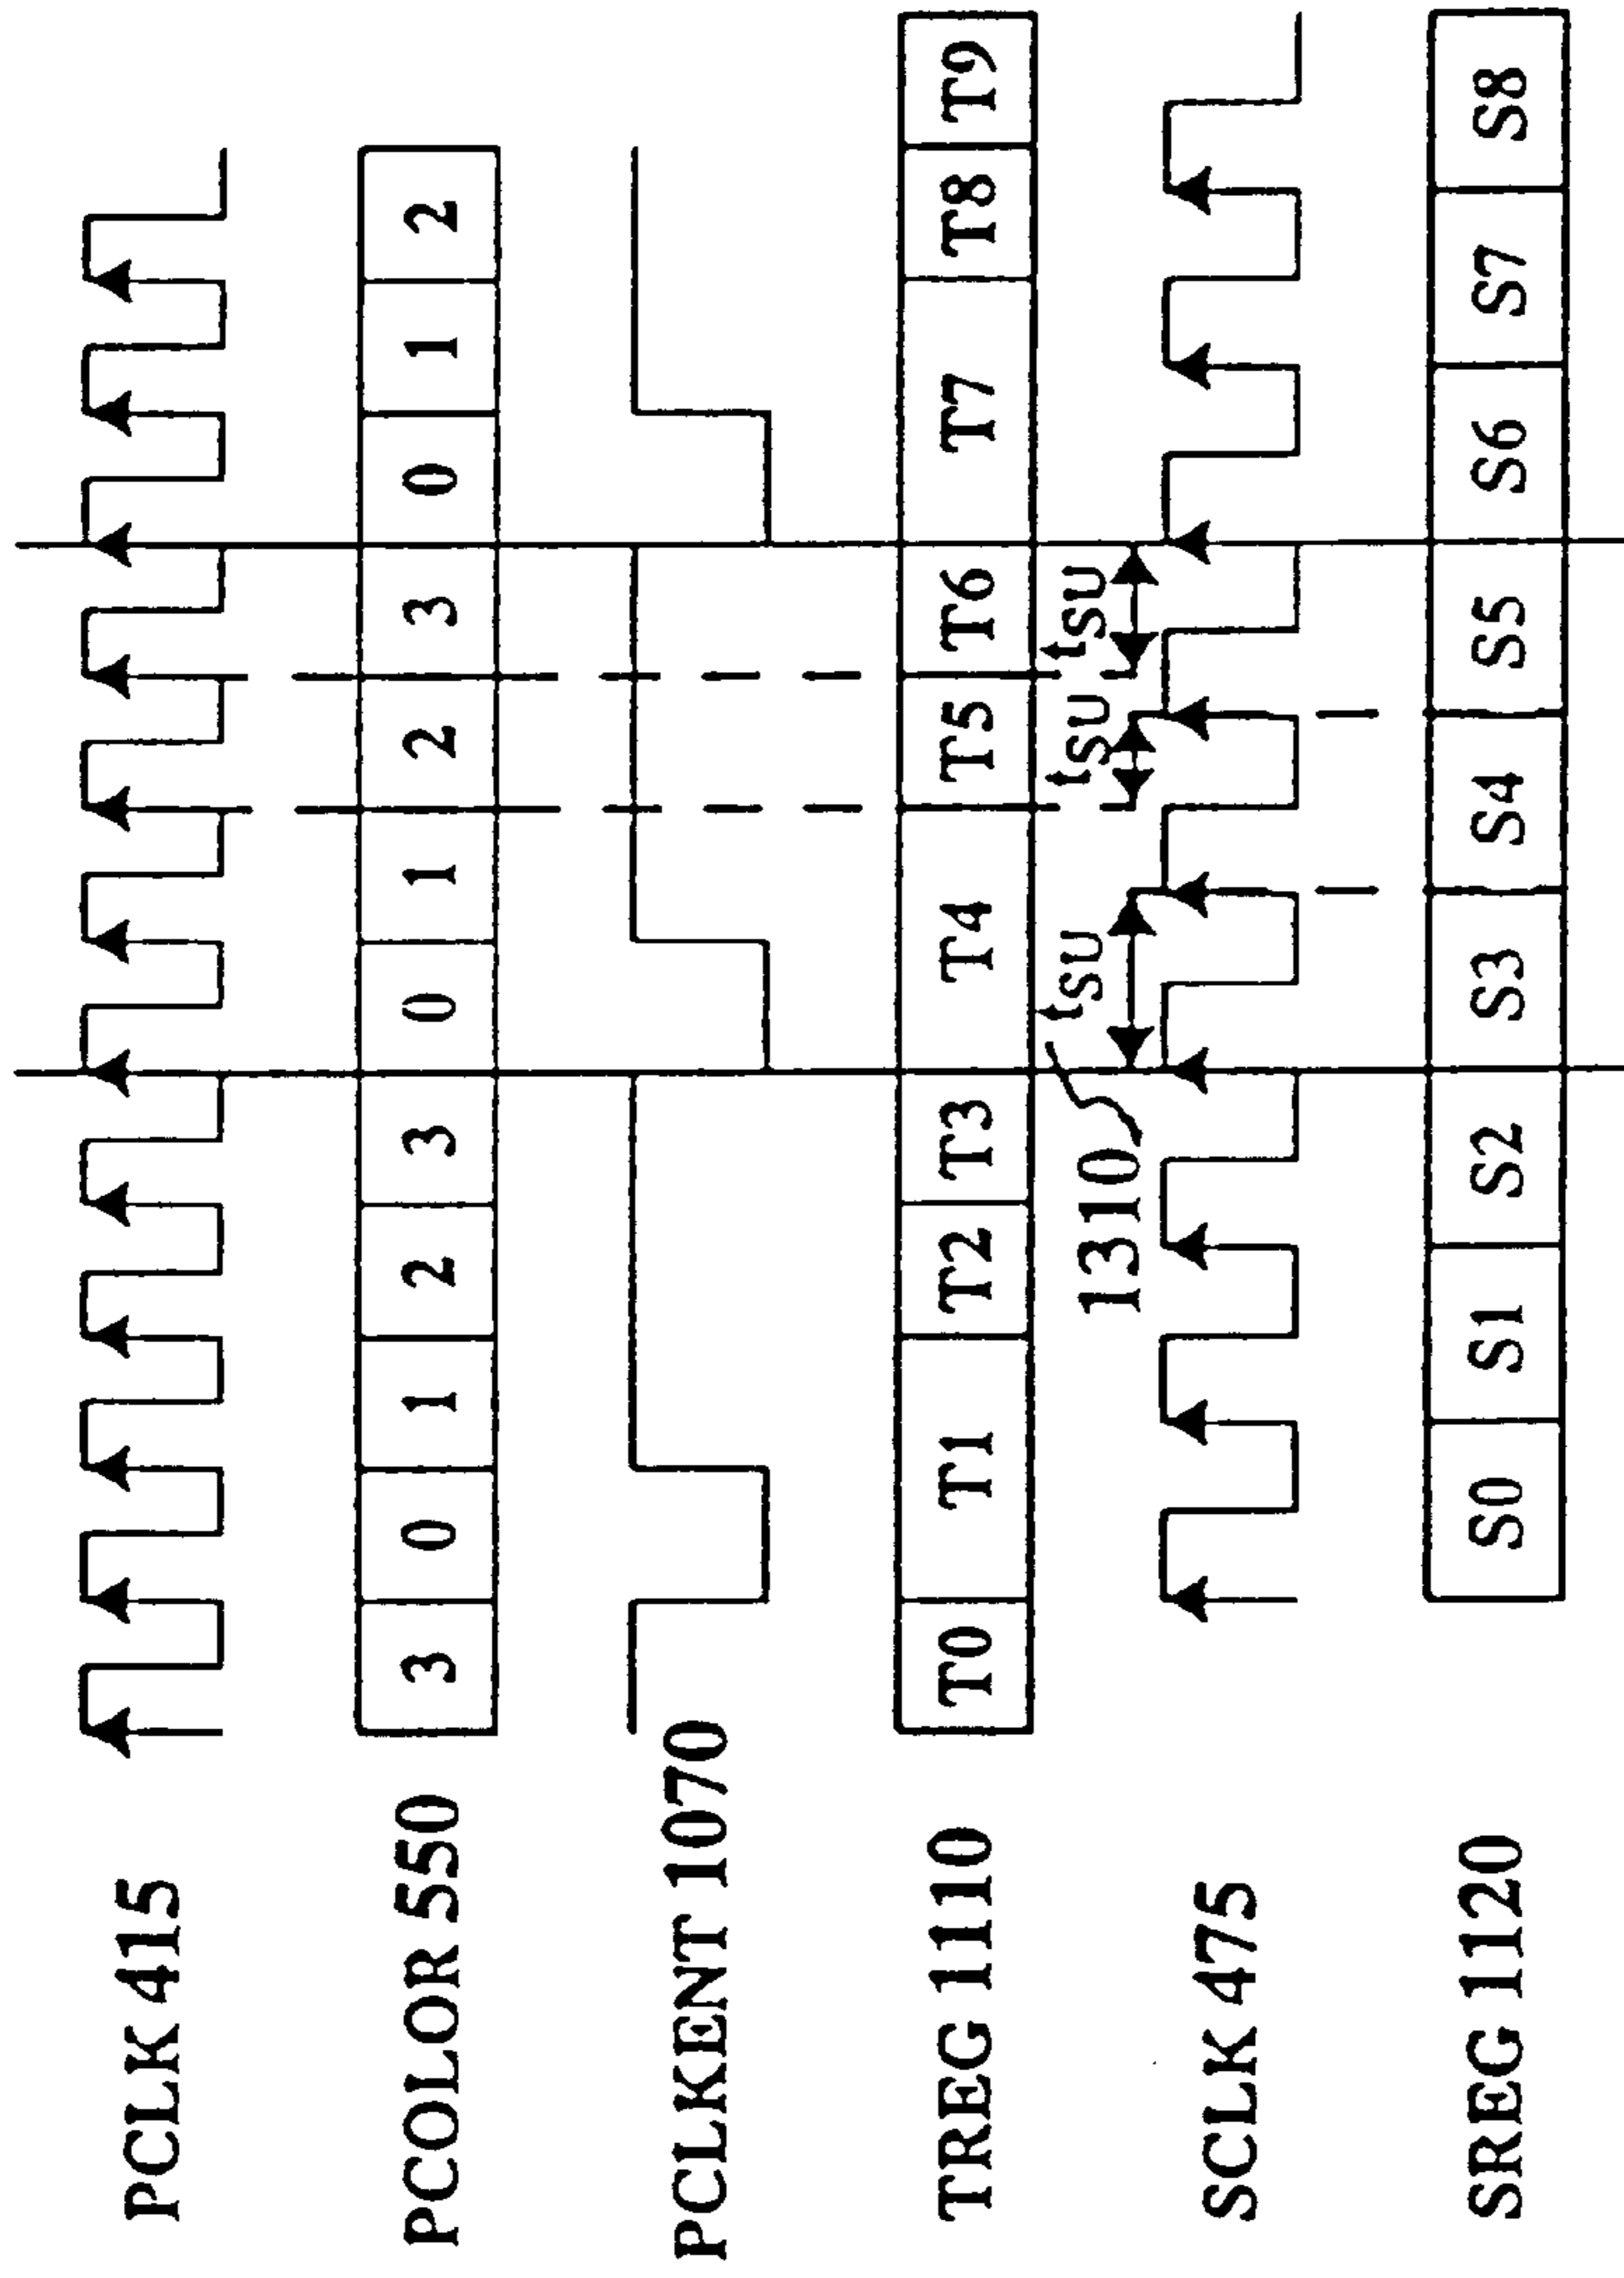 PCLK 415
PCOLOR 550 3 0 1 2 3 0 1 2 3 0 1 2
PCLKENT 1070
TREG 1110 T0 T1 T2 T3 T4 T5 T6 T7 T8 T9
1310 tSU tSU tSU
SCLK 475
SREG 1120 S0 S1 S2 S3 S4 S5 S6 S7 S8